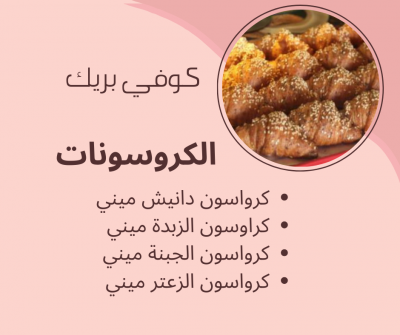 كوفي بريك
الكروسونات
• كرواسون دانيش ميني
• كراوسون الزبدة ميني
• كرواسون الجبنة ميني
• كرواسون الزعتر ميني